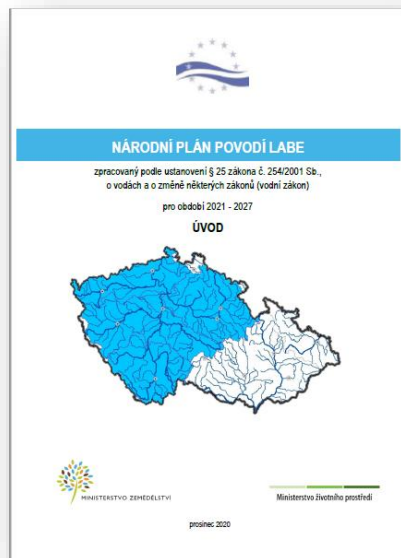 NÁRODNÍ PLÁN POVODÍ LABE
zpracovaný podle ustanovení § 25 zákona č. 254/2001 Sb.,
o vodách a o změně některých zákonů (vodní zákon)
pro období 2021 - 2027
ÚVOD
MINISTERSTVO ZEMĚDĚLSTVÍ
Ministerstvo životního prostředí
prosinec 2020